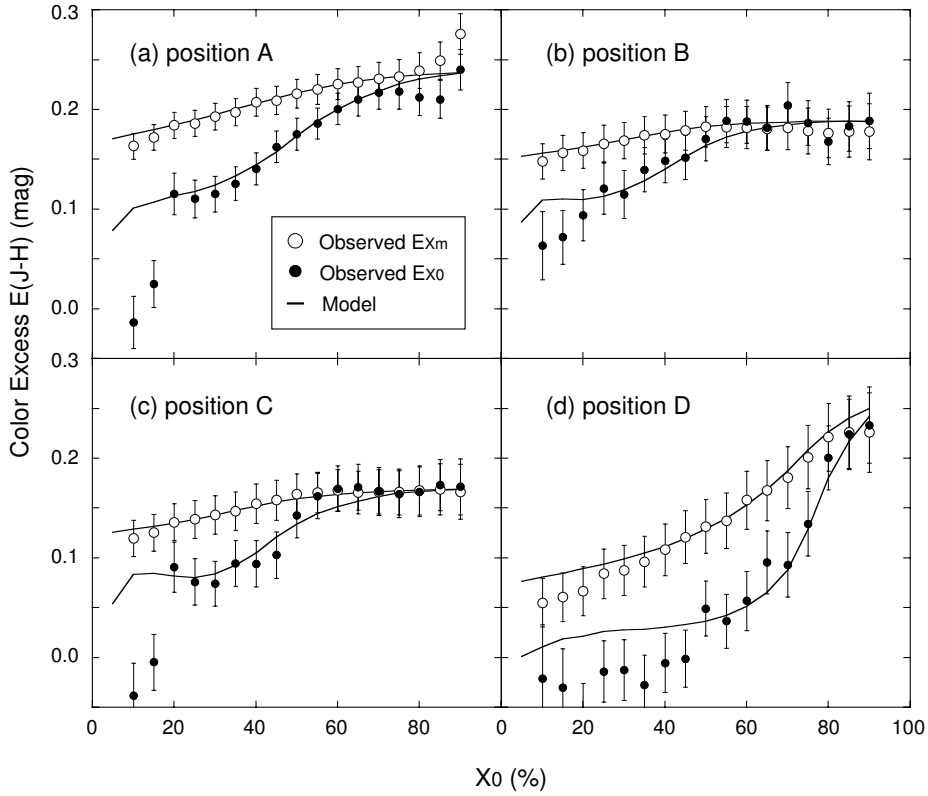 Color Excess E(J-H) (mag)
0.3
0.2
0.1
0.0
(a) position A
Observed EXm
Observed EX0
Model
(b) position B
0.3
0.2
0.1
0.0
(c) position C
(d) position D
0 20 40 60 80 0 20 40 60 80 100
X0 (%)